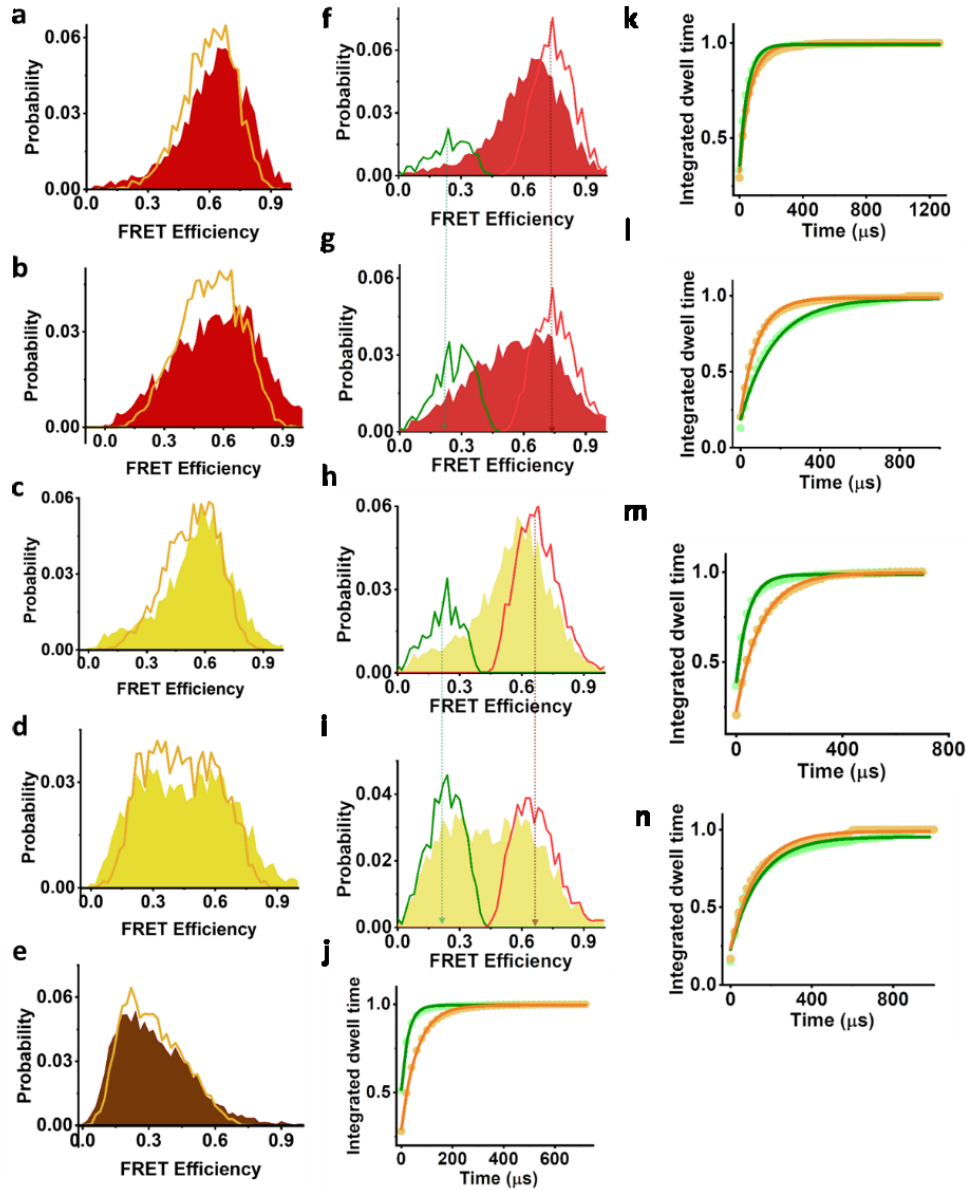 a
0.06
0.03
0.00
Probability
0.0 0.3 0.6 0.9
FRET Efficiency
b
0.03
0.00
Probability
0.0 0.3 0.6 0.9
FRET Efficiency
c
0.06
0.03
0.00
Probability
0.0 0.3 0.6 0.9
FRET Efficiency
d
0.03
0.00
Probability
0.0 0.3 0.6 0.9
FRET Efficiency
e
0.06
0.03
0.00
Probability
0.0 0.3 0.6 0.9
FRET Efficiency
f
0.06
0.03
0.00
Probability
0.0 0.3 0.6 0.9
FRET Efficiency
g
0.06
0.03
0.00
Probability
0.0 0.3 0.6 0.9
FRET Efficiency
h
0.06
0.03
0.00
Probability
0.0 0.3 0.6 0.9
FRET Efficiency
i
0.04
0.02
0.00
Probability
0.0 0.3 0.6 0.9
FRET Efficiency
j
1.0
0.5
Integrated dwell time
0 200 400 600
Time (μs)
k
1.0
0.5
Integrated dwell time
0 400 800 1200
Time (μs)
l
1.0
0.5
0.0
Integrated dwell time
0 400 800
Time (μs)
m
1.0
0.5
Integrated dwell time
0 400 800
Time (μs)
n
1.0
0.5
0.0
Integrated dwell time
0 400 800
Time (μs)